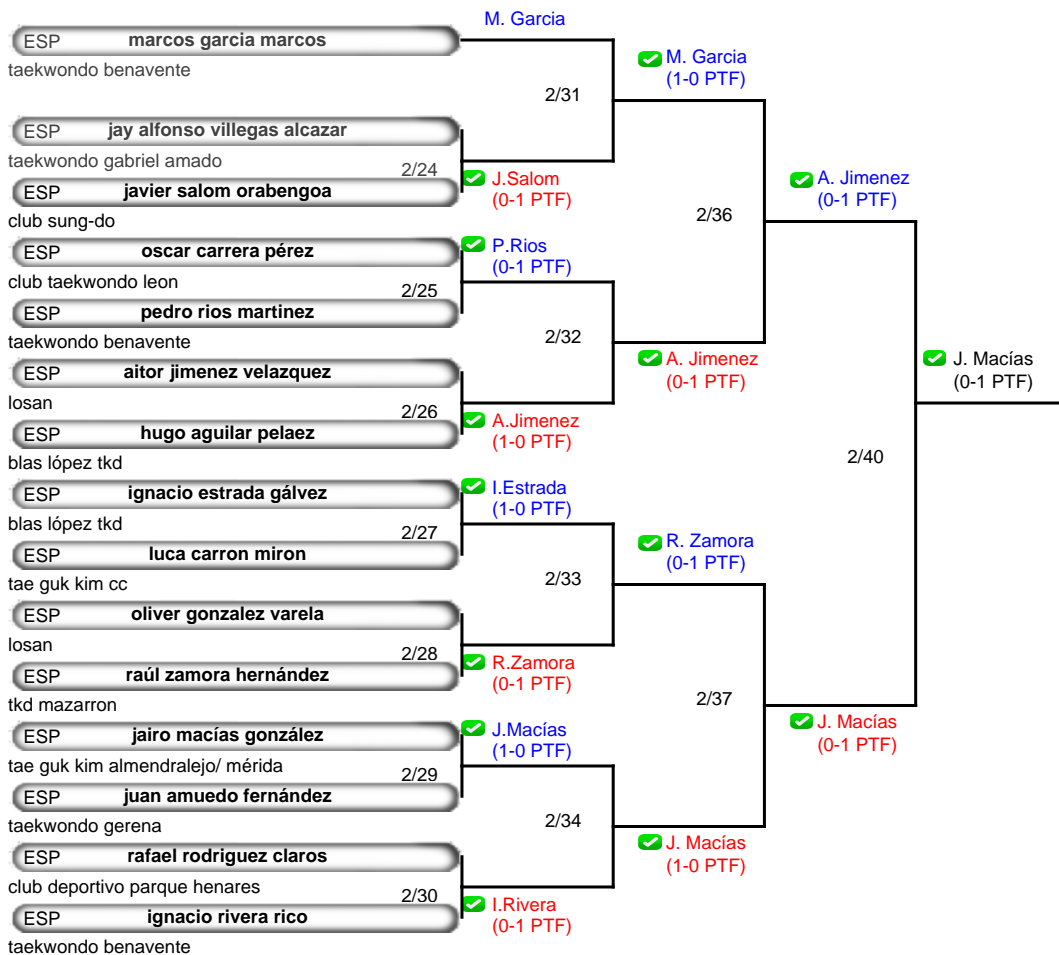 M. Garcia
ESP marcos garcia marcos
taekwondo benavente
M. Garcia
(1-0 PTF)
2/31
ESP jay alfonso villegas alcazar
taekwondo gabriel amado
2/24
ESP javier salom orabengoa
club sung-do
J.Salom
(0-1 PTF)
A. Jimenez
(0-1 PTF)
2/36
ESP oscar carrera pérez
club taekwondo leon
P.Rios
(0-1 PTF)
2/25
ESP pedro rios martinez
taekwondo benavente
2/32
ESP aitor jimenez velazquez
losan
A. Jimenez
(0-1 PTF)
J. Macías
(0-1 PTF)
2/26
ESP hugo aguilar pelaez
blas lópez tkd
A.Jimenez
(1-0 PTF)
2/40
ESP ignacio estrada gálvez
blas lópez tkd
I.Estrada
(1-0 PTF)
2/27
ESP luca carron miron
tae guk kim cc
R. Zamora
(0-1 PTF)
2/33
ESP oliver gonzalez varela
losan
2/28
ESP raúl zamora hernández
tkd mazarron
R.Zamora
(0-1 PTF)
2/37
ESP jairo macías gonzález
tae guk kim almendralejo/ mérida
J.Macías
(1-0 PTF)
J. Macías
(0-1 PTF)
2/29
ESP juan amuedo fernández
taekwondo gerena
2/34
ESP rafael rodriguez claros
club deportivo parque henares
J. Macías
(1-0 PTF)
2/30
ESP ignacio rivera rico
taekwondo benavente
I.Rivera
(0-1 PTF)